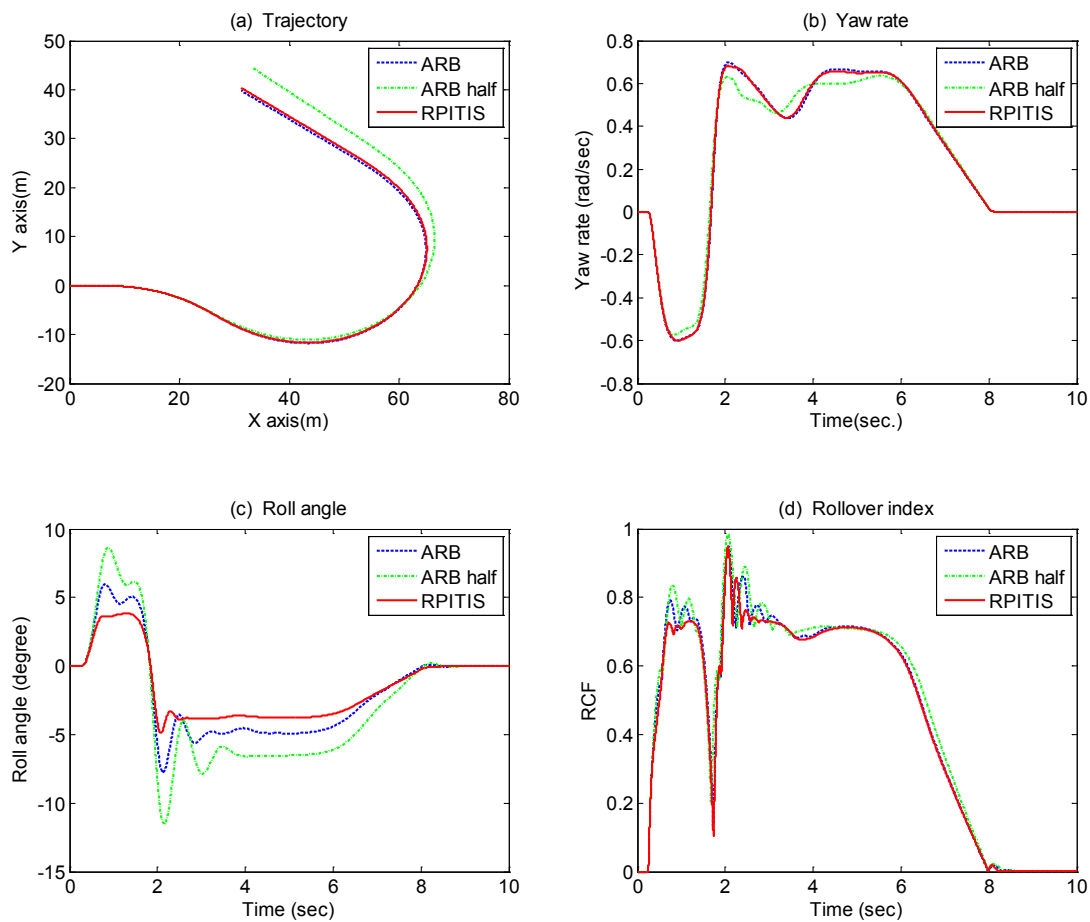 (a) Trajectory
50
40
30
20
10
0
-10
-20
Y axis(m)
0
20
40
60
80
X axis(m)
ARB
ARB half
RPITIS
(b) Yaw rate
0.8
0.6
0.4
0.2
0
-0.2
-0.4
-0.6
-0.8
Yaw rate (rad/sec)
0
2
4
6
8
10
Time(sec.)
ARB
ARB half
RPITIS
(c) Roll angle
10
5
0
-5
-10
-15
Roll angle (degree)
0
2
4
6
8
10
Time (sec)
ARB
ARB half
RPITIS
(d) Rollover index
1
0.8
0.6
0.4
0.2
0
RCF
0
2
4
6
8
10
Time (sec)
ARB
ARB half
RPITIS